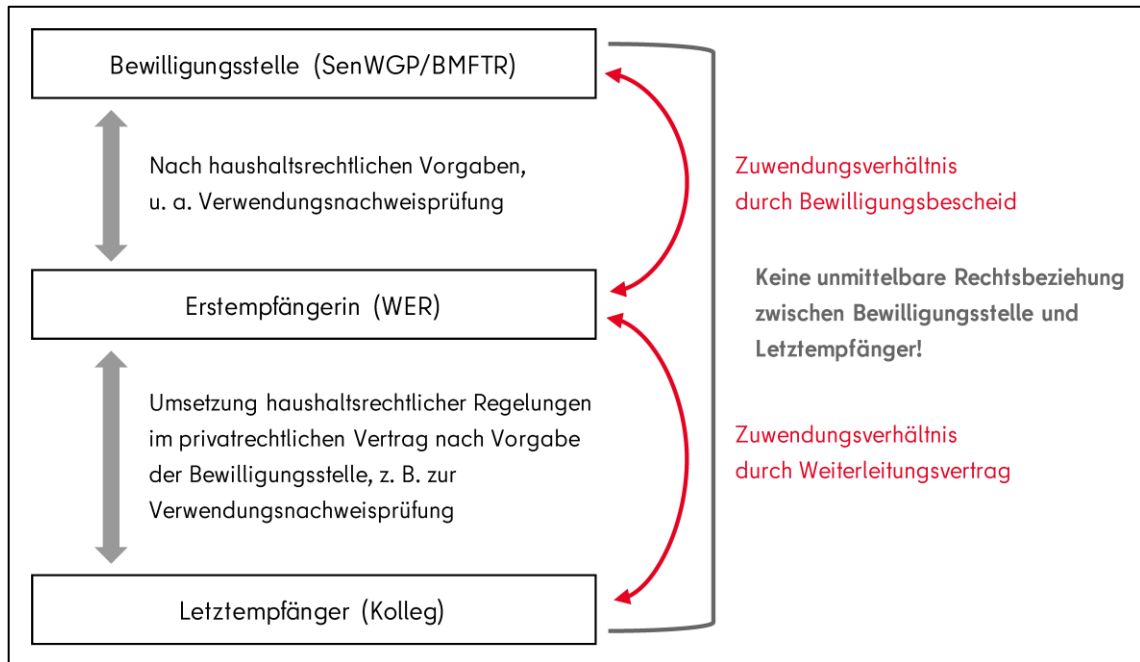 Bewilligungsstelle (SenWGP/BMFTR)
Nach haushaltsrechtlichen Vorgaben,
u. a. Verwendungsnachweisprüfung
Zuwendungsverhältnis
durch Bewilligungsbescheid
Erstempfängerin (WER)
Keine unmittelbare Rechtsbeziehung
zwischen Bewilligungsstelle und
Letztempfänger!
Umsetzung haushaltsrechtlicher Regelungen
im privatrechtlichen Vertrag nach Vorgabe
der Bewilligungsstelle, z. B. zur
Verwendungsnachweisprüfung
Zuwendungsverhältnis
durch Weiterleitungsvertrag
Letztempfänger (Kolleg)